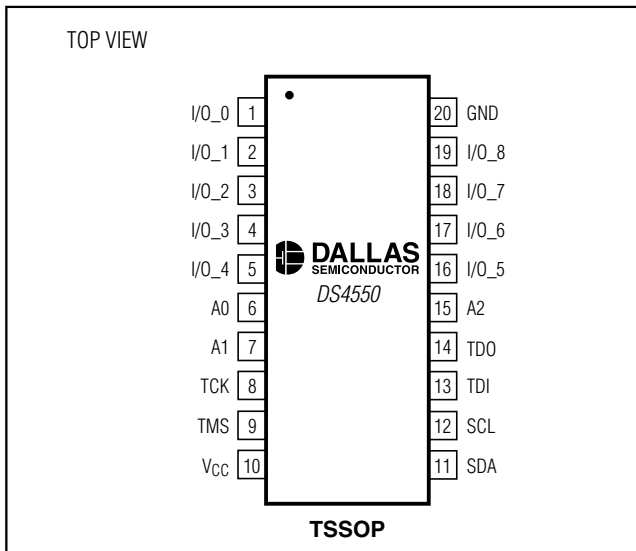 TOP VIEW
I/O_0 1 20 GND
I/O_1 2 19 I/O_8
I/O_2 3 18 I/O_7
I/O_3 4 17 I/O_6
I/O_4 5 16 I/O_5
DALLAS
SEMICONDUCTOR
DS4550
A0 6 15 A2
A1 7 14 TDO
TCK 8 13 TDI
TMS 9 12 SCL
VCC 10 11 SDA
TSSOP